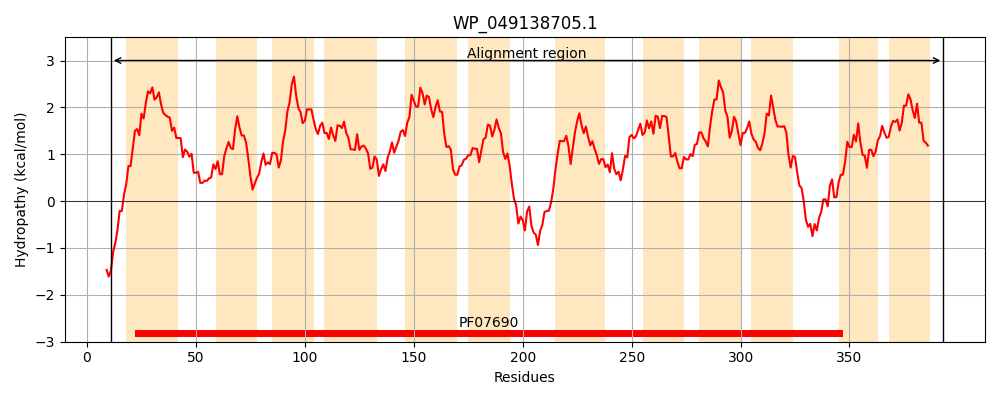 WP_049138705.1
Alignment region
3
2
1
0
−1
−2
−3
Hydropathy (kcal/mol)
PF07690
0 50 100 150 200 250 300 350
Residues